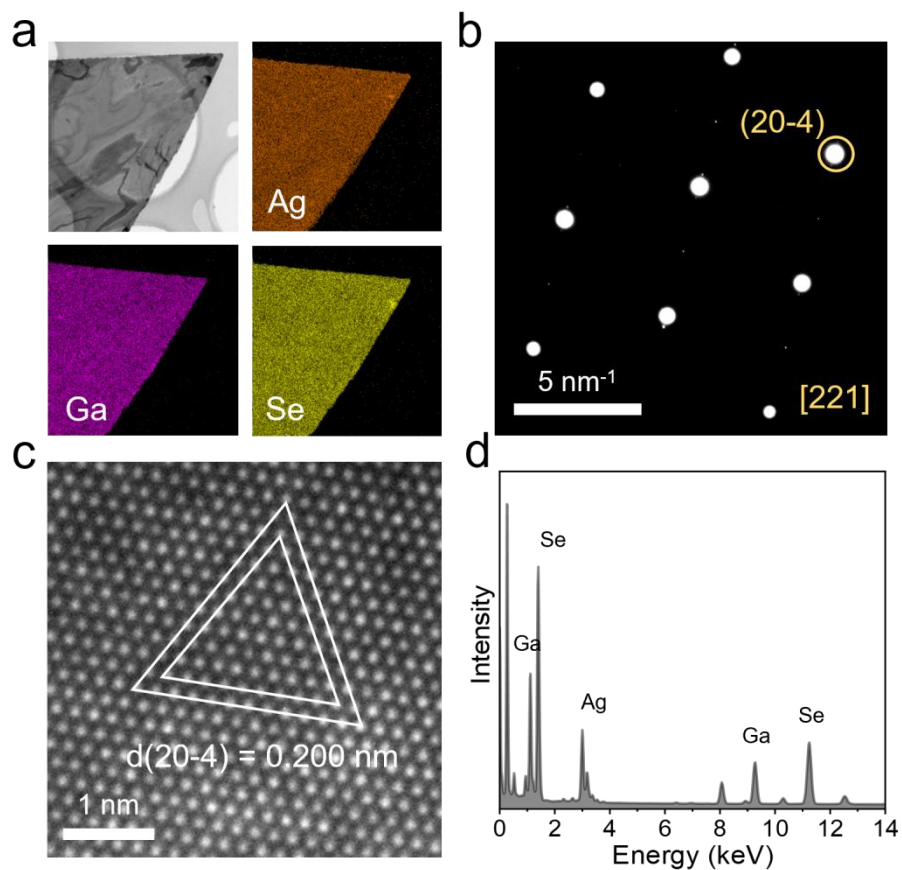 a
Ag
Ga
Se
b
(20-4)
5 nm-1
[221]
c
d(20-4) = 0.200 nm
1 nm
d
Intensity
Ga
Se
Ag
Ga
Se
0 2 4 6 8 10 12 14
Energy (keV)